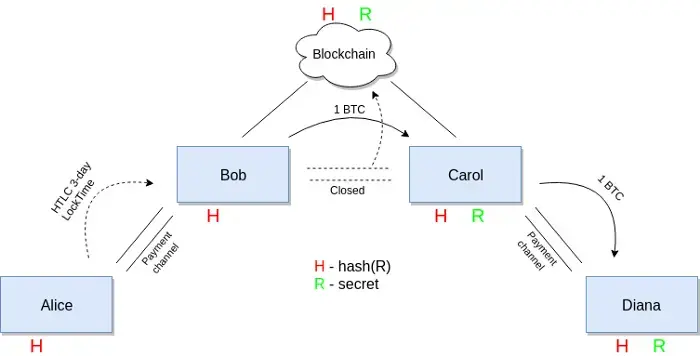 H R
Blockchain
1 BTC
Bob
Carol
Closed
H
H R
HTLC 3-day
LockTime
Payment
channel
1 BTC
Payment
channel
H - hash(R)
R - secret
Alice
Diana
H
H R